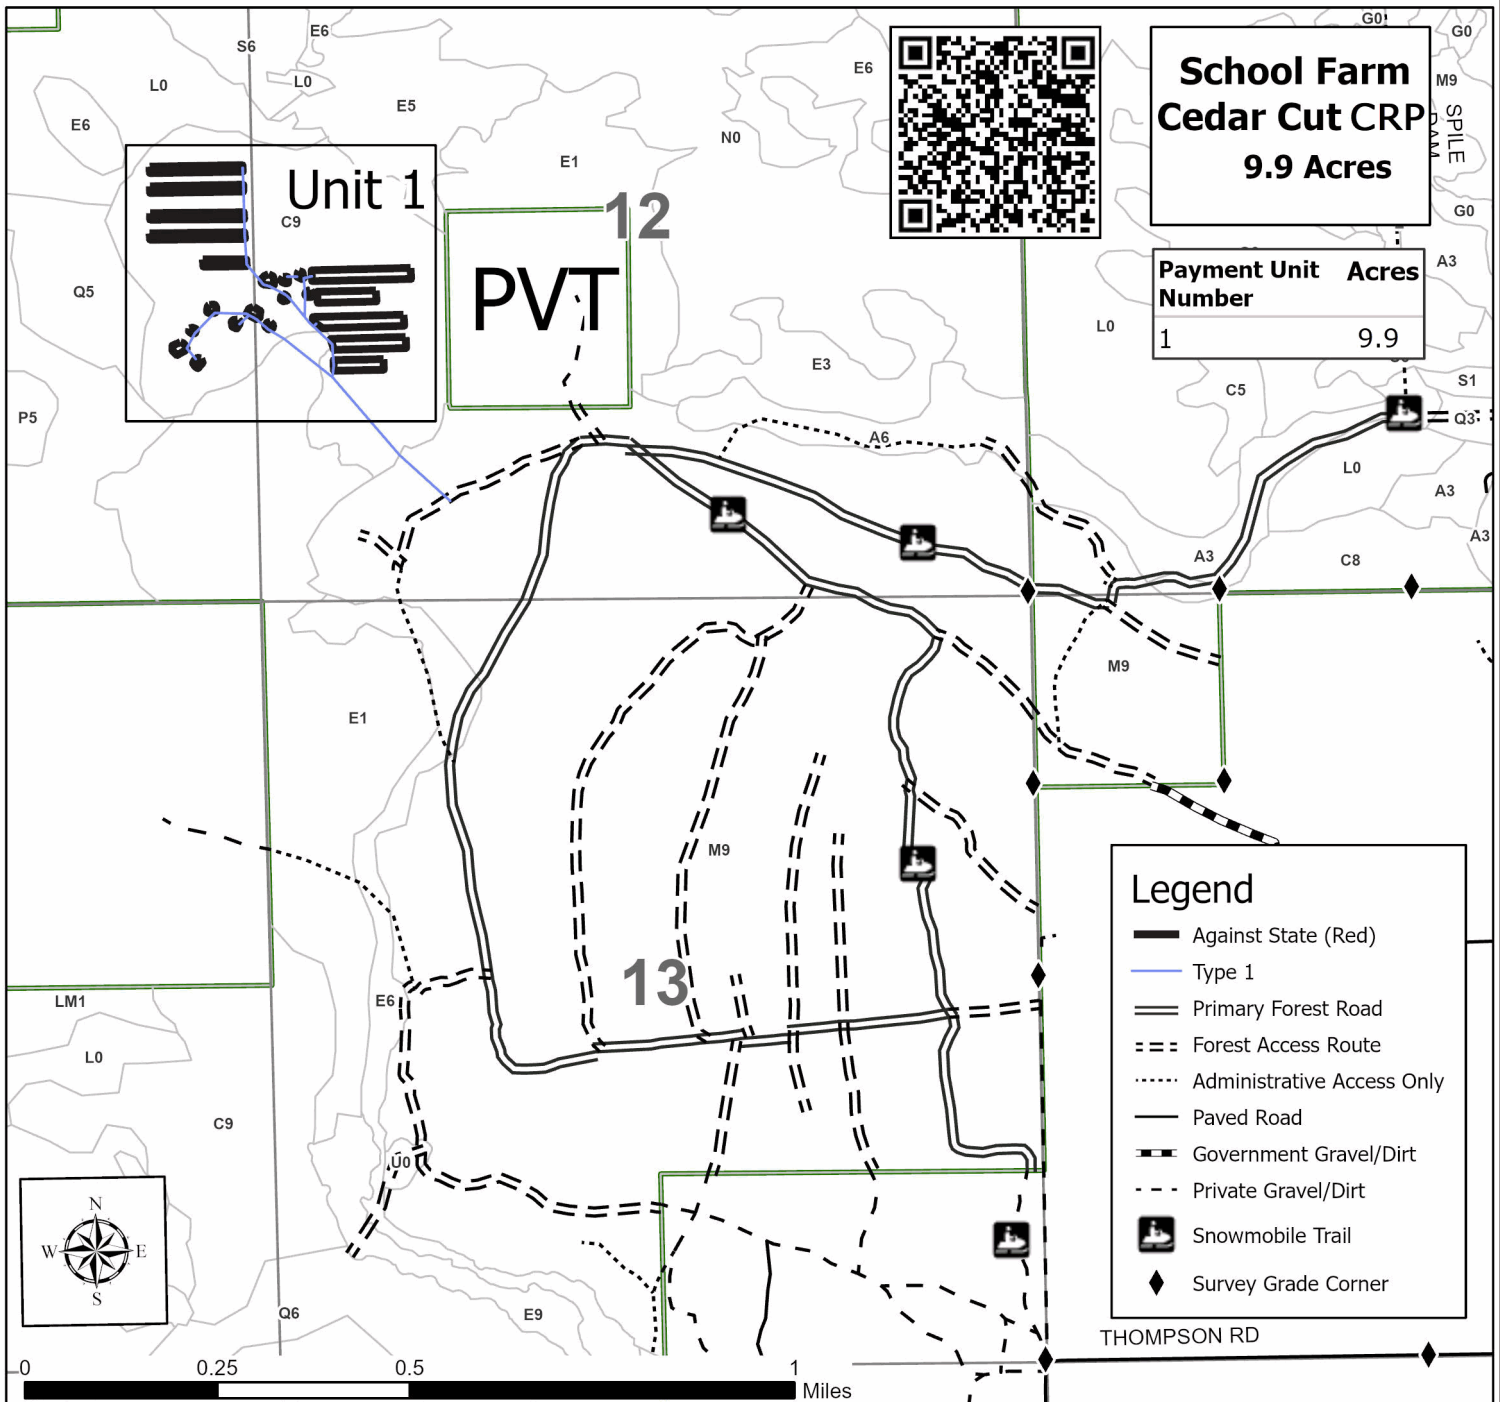 School Farm
Cedar Cut CRP
9.9 Acres
Payment Unit Number
Acres
1
9.9
Unit 1
PVT
12
13
S6
E6
L0
L0
E5
E6
E6
N0
E1
C9
Q5
P5
G0
G0
M9
SPILE
DAM
G0
A3
L0
E3
C5
S1
Q3
A6
L0
A3
A3
A3
C8
M9
E1
M9
LM1
E6
L0
C9
U0
Q6
E9
Legend
Against State (Red)
Type 1
Primary Forest Road
Forest Access Route
Administrative Access Only
Paved Road
Government Gravel/Dirt
Private Gravel/Dirt
Snowmobile Trail
Survey Grade Corner
N
W
E
S
THOMPSON RD
0
0.25
0.5
1
Miles